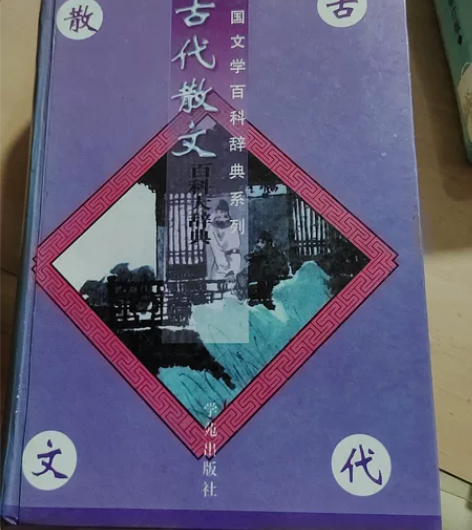 散
古
古代散文
百科大辞典
国文学百科辞典系列
学苑出版社
文
代